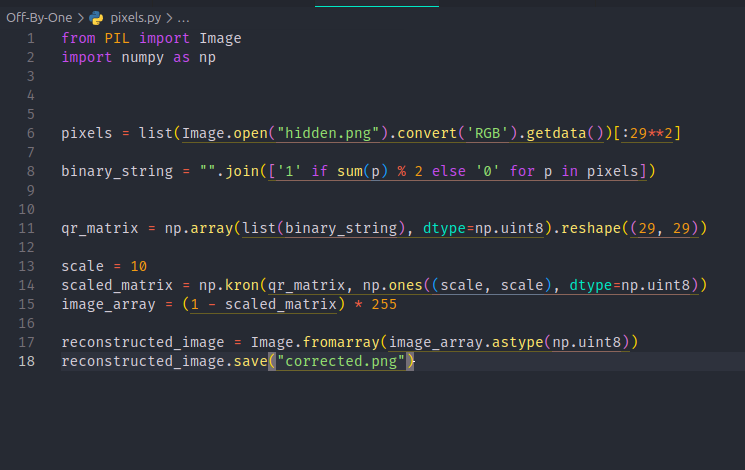 Off-By-One > pixels.py > ...
1 from PIL import Image
2 import numpy as np
3
4
5
6 pixels = list(Image.open("hidden.png").convert('RGB').getdata())[:29**2]
7
8 binary_string = "".join(['1' if sum(p) % 2 else '0' for p in pixels])
9
10
11 qr_matrix = np.array(list(binary_string), dtype=np.uint8).reshape((29, 29))
12
13 scale = 10
14 scaled_matrix = np.kron(qr_matrix, np.ones((scale, scale), dtype=np.uint8))
15 image_array = (1 - scaled_matrix) * 255
16
17 reconstructed_image = Image.fromarray(image_array.astype(np.uint8))
18 reconstructed_image.save("corrected.png")